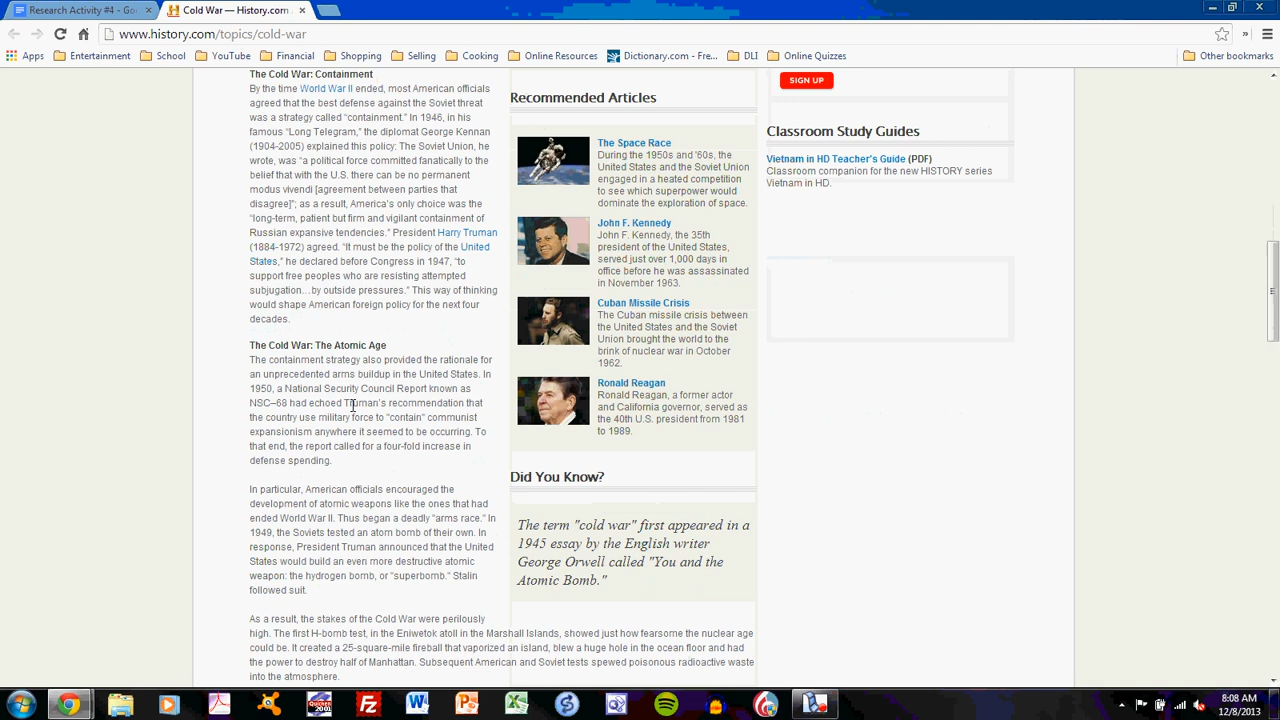 Research Activity #4 - Go
Cold War — History.com
www.history.com/topics/cold-war
Apps
Entertainment
School
YouTube
Financial
Shopping
Selling
Cooking
Online Resources
Dictionary.com - Fre...
DLI
Online Quizzes
Other bookmarks
The Cold War: Containment
By the time World War II ended, most American officials
agreed that the best defense against the Soviet threat
was a strategy called “containment.” In 1946, in his
famous “Long Telegram,” the diplomat George Kennan
(1904-2005) explained this policy: The Soviet Union, he
wrote, was “a political force committed fanatically to the
belief that with the U.S. there can be no permanent
modus vivendi [agreement between parties that
disagree]”; as a result, America’s only choice was the
“long-term, patient but firm and vigilant containment of
Russian expansive tendencies.” President Harry Truman
(1884-1972) agreed. “It must be the policy of the United
States,” he declared before Congress in 1947, “to
support free peoples who are resisting attempted
subjugation…by outside pressures.” This way of thinking
would shape American foreign policy for the next four
decades.
The Cold War: The Atomic Age
The containment strategy also provided the rationale for
an unprecedented arms buildup in the United States. In
1950, a National Security Council Report known as
NSC–68 had echoed Truman’s recommendation that
the country use military force to “contain” communist
expansionism anywhere it seemed to be occurring. To
that end, the report called for a four-fold increase in
defense spending.
In particular, American officials encouraged the
development of atomic weapons like the ones that had
ended World War II. Thus began a deadly “arms race.” In
1949, the Soviets tested an atom bomb of their own. In
response, President Truman announced that the United
States would build an even more destructive atomic
weapon: the hydrogen bomb, or “superbomb.” Stalin
followed suit.
As a result, the stakes of the Cold War were perilously
high. The first H-bomb test, in the Eniwetok atoll in the Marshall Islands, showed just how fearsome the nuclear age
could be. It created a 25-square-mile fireball that vaporized an island, blew a huge hole in the ocean floor and had
the power to destroy half of Manhattan. Subsequent American and Soviet tests spewed poisonous radioactive waste
into the atmosphere.
Recommended Articles
The Space Race
During the 1950s and '60s, the
United States and the Soviet Union
engaged in a heated competition
to see which superpower would
dominate the exploration of space.
John F. Kennedy
John F. Kennedy, the 35th
president of the United States,
served just over 1,000 days in
office before he was assassinated
in November 1963.
Cuban Missile Crisis
The Cuban missile crisis between
the United States and the Soviet
Union brought the world to the
brink of nuclear war in October
1962.
Ronald Reagan
Ronald Reagan, a former actor
and California governor, served as
the 40th U.S. president from 1981
to 1989.
Did You Know?
The term "cold war" first appeared in a
1945 essay by the English writer
George Orwell called "You and the
Atomic Bomb."
SIGN UP
Classroom Study Guides
Vietnam in HD Teacher's Guide (PDF)
Classroom companion for the new HISTORY series
Vietnam in HD.
8:08 AM
12/8/2013